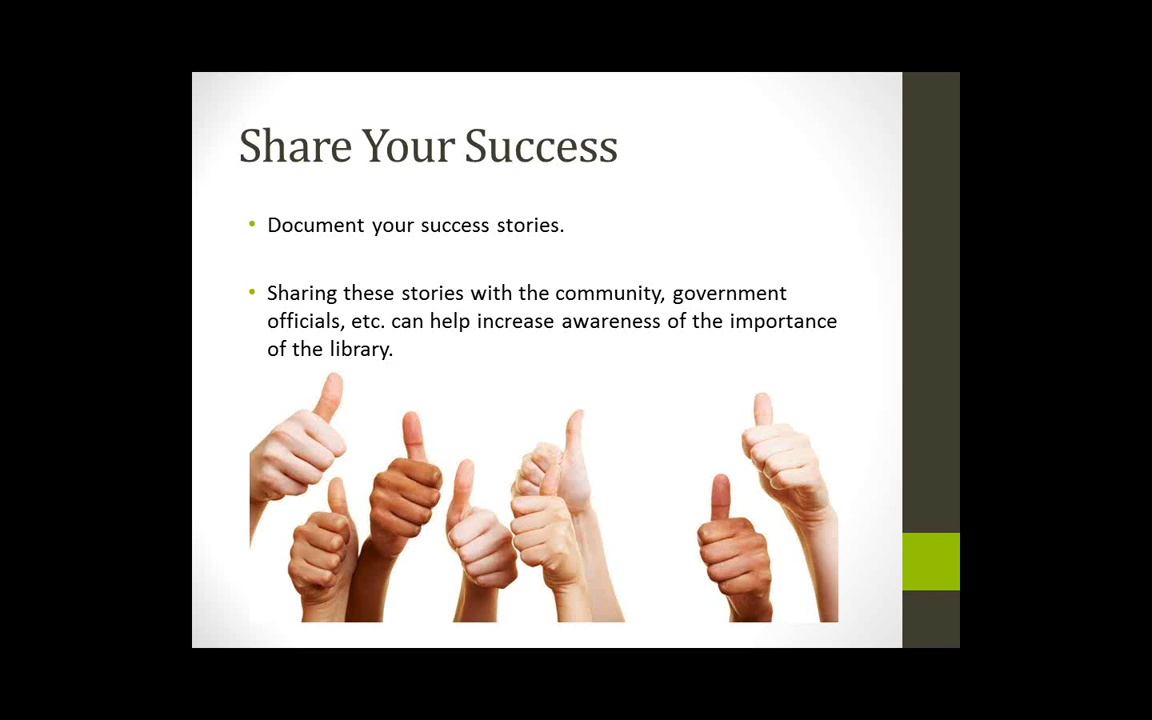 Share Your Success
• Document your success stories.
• Sharing these stories with the community, government
officials, etc. can help increase awareness of the importance
of the library.